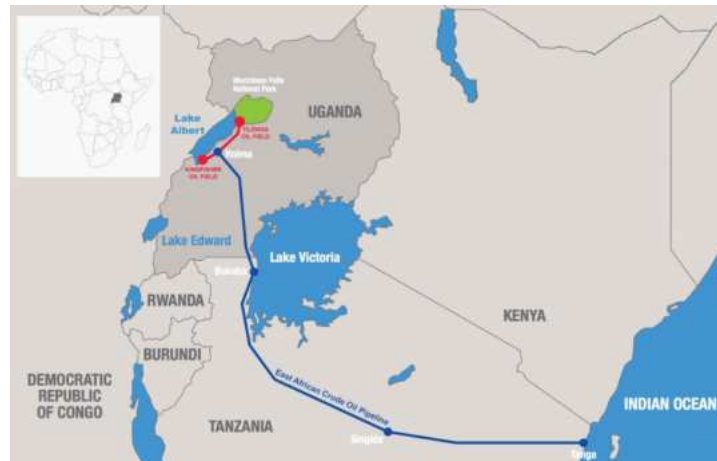 Murchison Falls
National Park
UGANDA
Lake
Albert
TILENGA
OIL FIELD
Hoima
KINGFISHER
OIL FIELD
Lake Edward
Lake Victoria
Bukoba
RWANDA
KENYA
BURUNDI
DEMOCRATIC
REPUBLIC
OF CONGO
East African Crude Oil Pipeline
INDIAN OCEAN
TANZANIA
Singida
Tanga